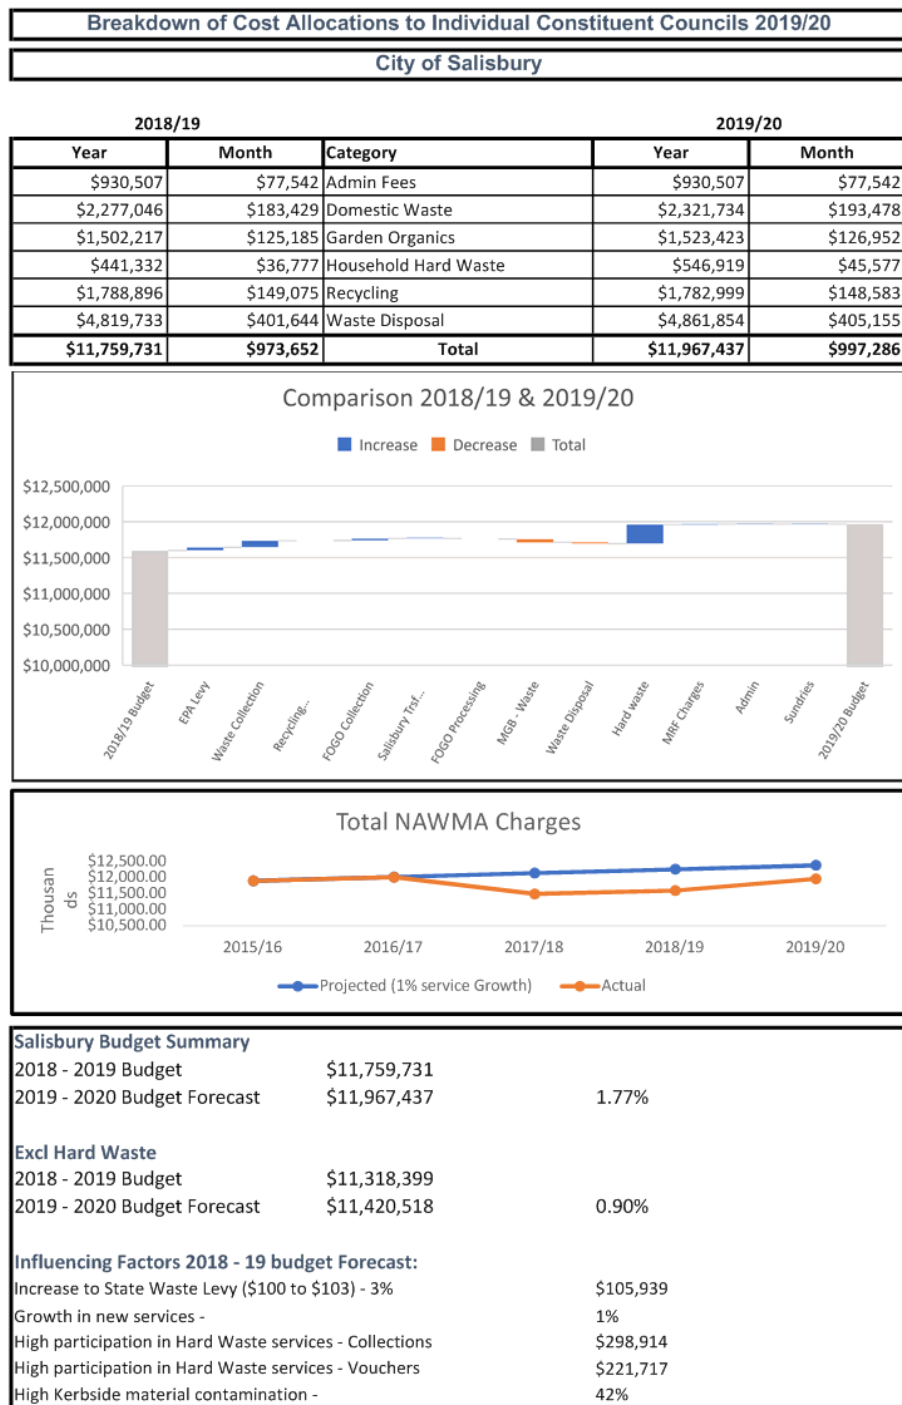 Breakdown of Cost Allocations to Individual Constituent Councils 2019/20
City of Salisbury
2018/19 2019/20
Year Month Category Year Month
$930,507 $77,542 Admin Fees $930,507 $77,542
$2,277,046 $183,429 Domestic Waste $2,321,734 $193,478
$1,502,217 $125,185 Garden Organics $1,523,423 $126,952
$441,332 $36,777 Household Hard Waste $546,919 $45,577
$1,788,896 $149,075 Recycling $1,782,999 $148,583
$4,819,733 $401,644 Waste Disposal $4,861,854 $405,155
$11,759,731 $973,652 Total $11,967,437 $997,286
Comparison 2018/19 & 2019/20
Increase Decrease Total
$12,500,000
$12,000,000
$11,500,000
$11,000,000
$10,500,000
$10,000,000
2018/19 Budget
EPA Levy
Waste Collection
Recycling...
FOGO Collection
Salisbury Trsf...
FOGO Processing
MGB - Waste
Waste Disposal
Hard waste
MRF Charges
Admin
Sundries
2019/20 Budget
Total NAWMA Charges
Thousan
ds
$12,500.00
$12,000.00
$11,500.00
$11,000.00
$10,500.00
2015/16 2016/17 2017/18 2018/19 2019/20
Projected (1% service Growth) Actual
Salisbury Budget Summary
2018 - 2019 Budget $11,759,731
2019 - 2020 Budget Forecast $11,967,437 1.77%
Excl Hard Waste
2018 - 2019 Budget $11,318,399
2019 - 2020 Budget Forecast $11,420,518 0.90%
Influencing Factors 2018 - 19 budget Forecast:
Increase to State Waste Levy ($100 to $103) - 3% $105,939
Growth in new services - 1%
High participation in Hard Waste services - Collections $298,914
High participation in Hard Waste services - Vouchers $221,717
High Kerbside material contamination - 42%